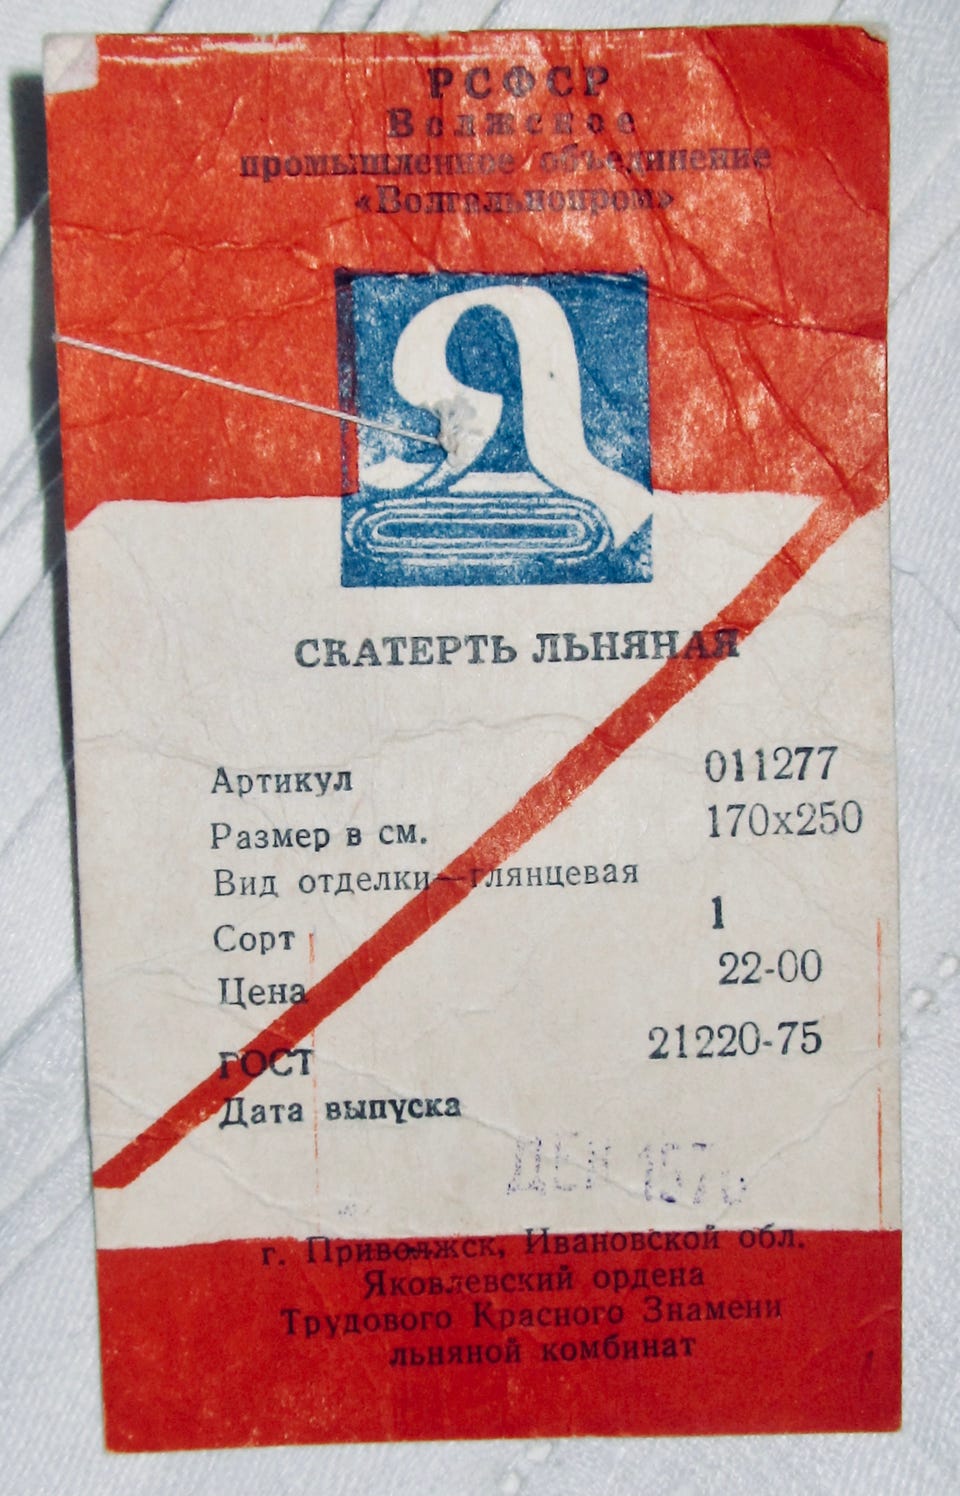 РСФСР
Волжское
промышленное объединение
«Волгальнопром»
СКАТЕРТЬ ЛЬНЯНАЯ
Артикул 011277
Размер в см. 170х250
Вид отделки—глянцевая
Сорт 1
Цена 22-00
ГОСТ 21220-75
Дата выпуска
ДЕК
г. Приволжск, Ивановской обл.
Яковлевский ордена
Трудового Красного Знамени
льняной комбинат